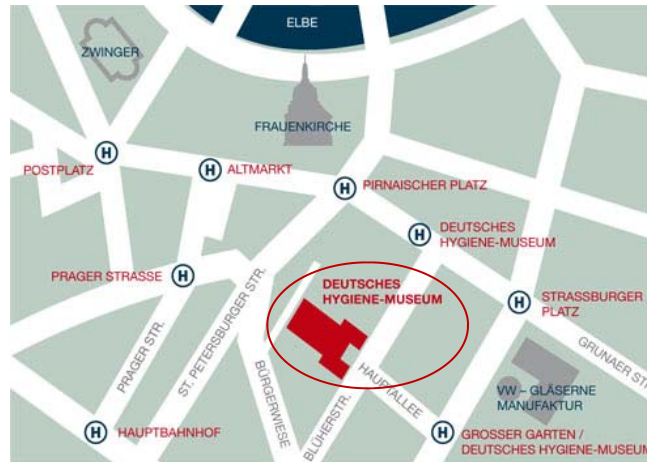 ELBE
ZWINGER
FRAUENKIRCHE
H
POSTPLATZ
H
ALTMARKT
H
PIRNAISCHER PLATZ
H
DEUTSCHES
HYGIENE-MUSEUM
PRAGER STRASSE
H
DEUTSCHES
HYGIENE-MUSEUM
H
STRASSBURGER
PLATZ
PRAGER STR.
ST. PETERSBURGER STR.
BÜRGERWIESE
BLÜHERSTR.
HAUPTALLEE
GRUNAER STR
VW – GLÄSERNE
MANUFAKTUR
H
HAUPTBAHNHOF
H
GROSSER GARTEN /
DEUTSCHES HYGIENE-MUSEUM